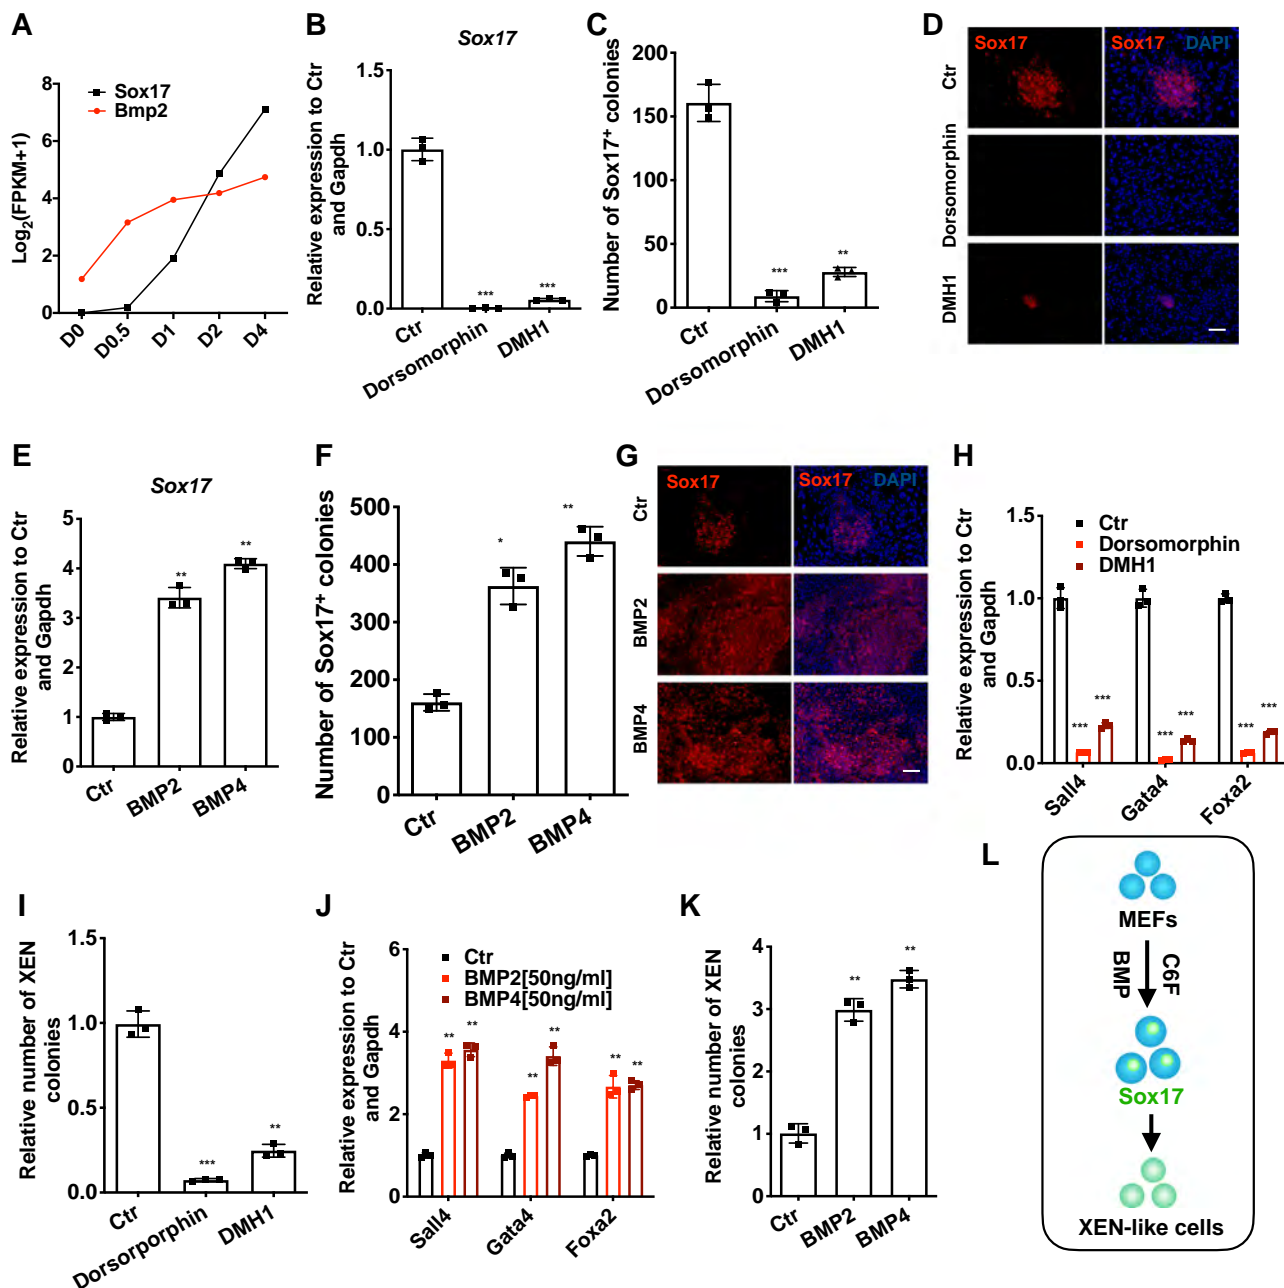 A
Log2(FPKM+1)
8
6
4
2
0
Sox17
Bmp2
D0
D0.5
D1
D2
D4
B
Sox17
Relative expression to Ctr
and Gapdh
1.5
1.0
0.5
0.0
***
***
Ctr
Dorsomorphin
DMH1
C
Number of Sox17+ colonies
200
150
100
50
0
***
**
Ctr
Dorsomorphin
DMH1
D
Sox17
Sox17 DAPI
Ctr
Dorsomorphin
DMH1
E
Sox17
Relative expression to Ctr
and Gapdh
5
4
3
2
1
0
**
**
Ctr
BMP2
BMP4
F
Number of Sox17+ colonies
500
400
300
200
100
0
*
**
Ctr
BMP2
BMP4
G
Sox17
Sox17 DAPI
Ctr
BMP2
BMP4
H
Relative expression to Ctr
and Gapdh
1.5
1.0
0.5
0.0
Ctr
Dorsomorphin
DMH1
***
***
***
***
***
***
Sall4
Gata4
Foxa2
I
Relative number of XEN
colonies
1.5
1.0
0.5
0.0
***
**
Ctr
Dorsorporphin
DMH1
J
Relative expression to Ctr
and Gapdh
6
4
2
0
Ctr
BMP2[50ng/ml]
BMP4[50ng/ml]
**
**
**
**
**
**
Sall4
Gata4
Foxa2
K
Relative number of XEN
colonies
4
3
2
1
0
**
**
Ctr
BMP2
BMP4
L
MEFs
BMP
C6F
Sox17
XEN-like cells